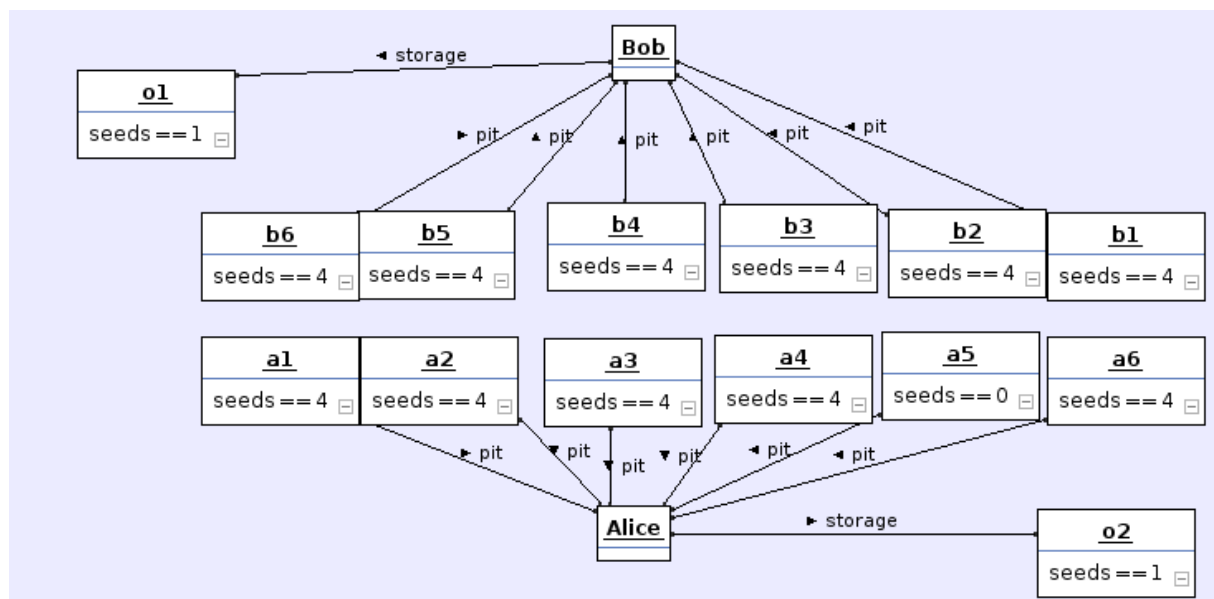 Bob
◄ storage
o1
seeds==1
► pit
▲ pit
▲ pit
▲ pit
◄ pit
◄ pit
b6
seeds==4
b5
seeds==4
b4
seeds==4
b3
seeds==4
b2
seeds==4
b1
seeds==4
a1
seeds==4
a2
seeds==4
a3
seeds==4
a4
seeds==4
a5
seeds==0
a6
seeds==4
► pit
▼ pit
▼ pit
▼ pit
◄ pit
◄ pit
Alice
► storage
o2
seeds==1